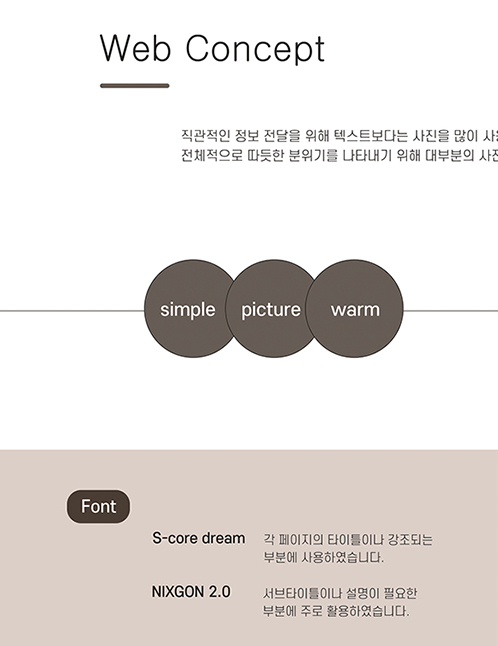 Web Concept
직관적인 정보 전달을 위해 텍스트보다는 사진을 많이
전체적으로 따듯한 분위기를 나타내기 위해 대부분의
simple picture warm
Font
S-core dream 각 페이지의 타이틀이나 강조되는
부분에 사용하였습니다.
NIXGON 2.0 서브타이틀이나 설명이 필요한
부분에 주로 활용하였습니다.